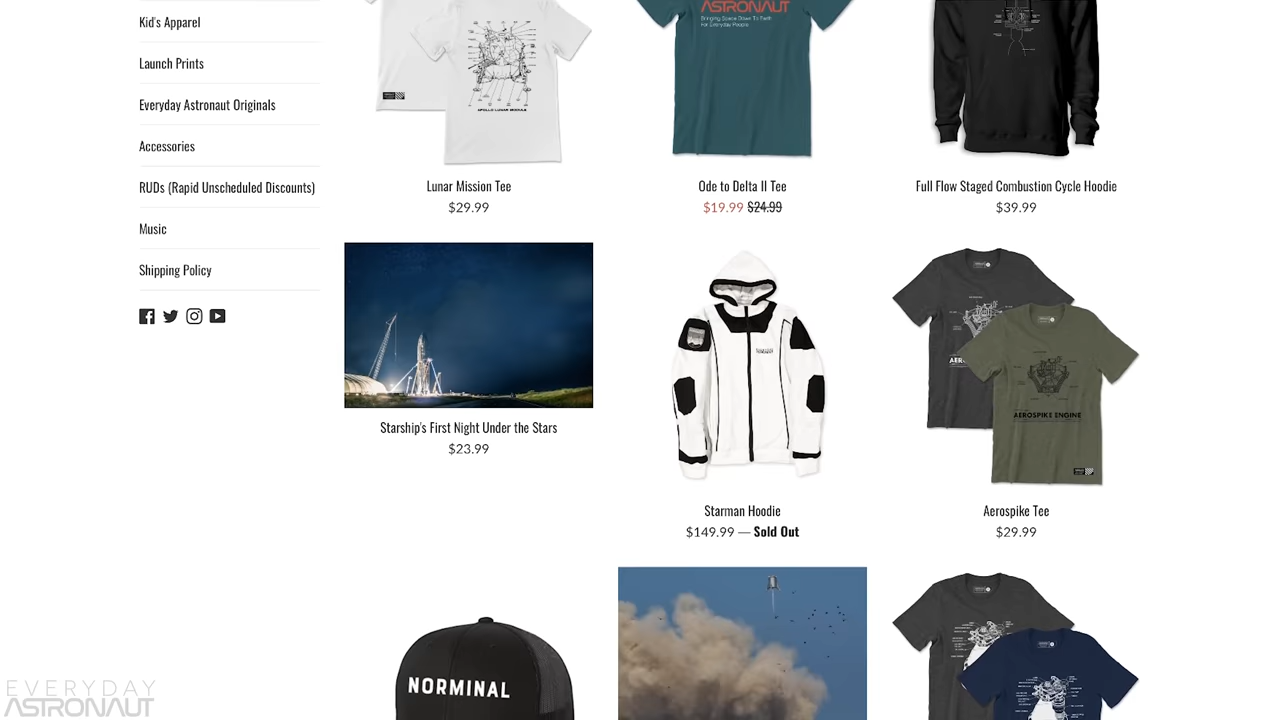 Kid's Apparel
Launch Prints
Everyday Astronaut Originals
Accessories
RUDs (Rapid Unscheduled Discounts)
Music
Shipping Policy
APOLLO LUNAR MODULE
Lunar Mission Tee
$29.99
ASTRONAUT
Bringing Space Down To Earth
For Everyday People
Ode to Delta II Tee
$19.99 $24.99
Full Flow Staged Combustion Cycle Hoodie
$39.99
Starship's First Night Under the Stars
$23.99
Starman Hoodie
$149.99 — Sold Out
AEROSPIKE ENGINE
Aerospike Tee
$29.99
NORMINAL
EVERYDAY
ASTRONAUT